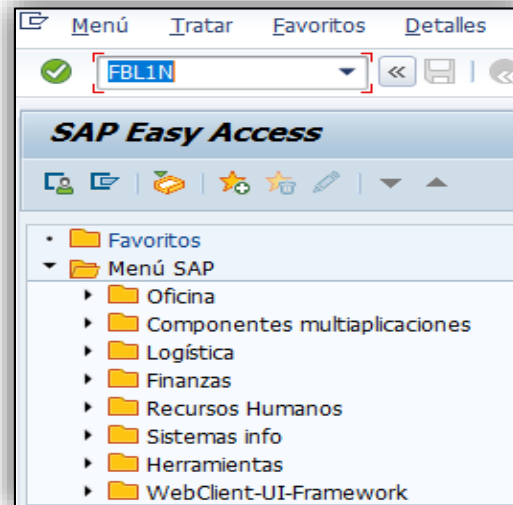 Menú Tratar Favoritos Detalles
FBL1N
SAP Easy Access
Favoritos
Menú SAP
Oficina
Componentes multiaplicaciones
Logística
Finanzas
Recursos Humanos
Sistemas info
Herramientas
WebClient-UI-Framework